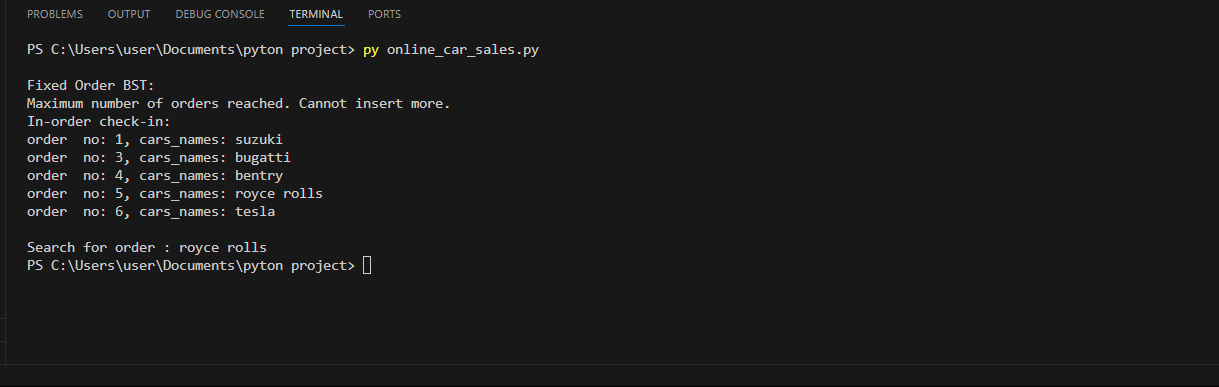 PROBLEMS OUTPUT DEBUG CONSOLE TERMINAL PORTS
PS C:\Users\user\Documents\pyton project> py online_car_sales.py
Fixed Order BST:
Maximum number of orders reached. Cannot insert more.
In-order check-in:
order  no: 1, cars_names: suzuki
order  no: 3, cars_names: bugatti
order  no: 4, cars_names: bentry
order  no: 5, cars_names: royce rolls
order  no: 6, cars_names: tesla
Search for order : royce rolls
PS C:\Users\user\Documents\pyton project>